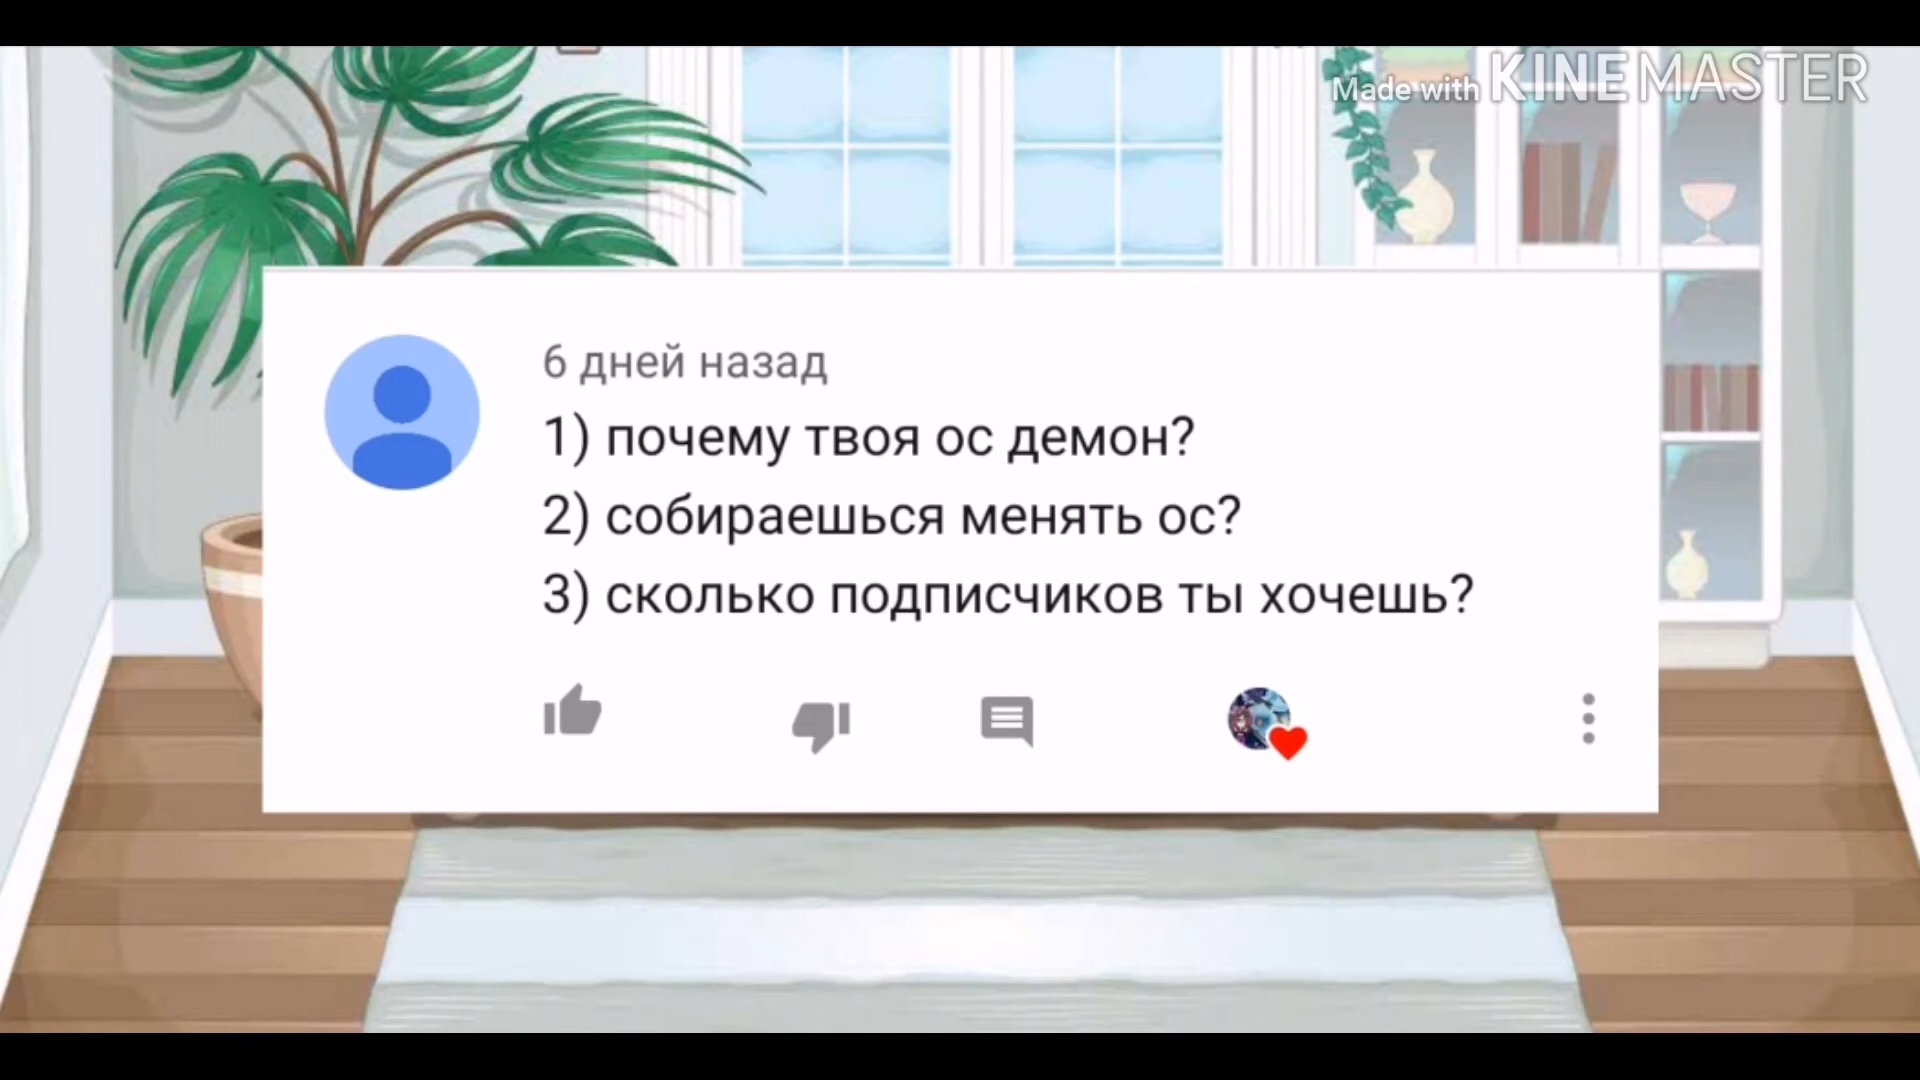 Made with KINEMASTER
6 дней назад
1) почему твоя ос демон?
2) собираешься менять ос?
3) сколько подписчиков ты хочешь?